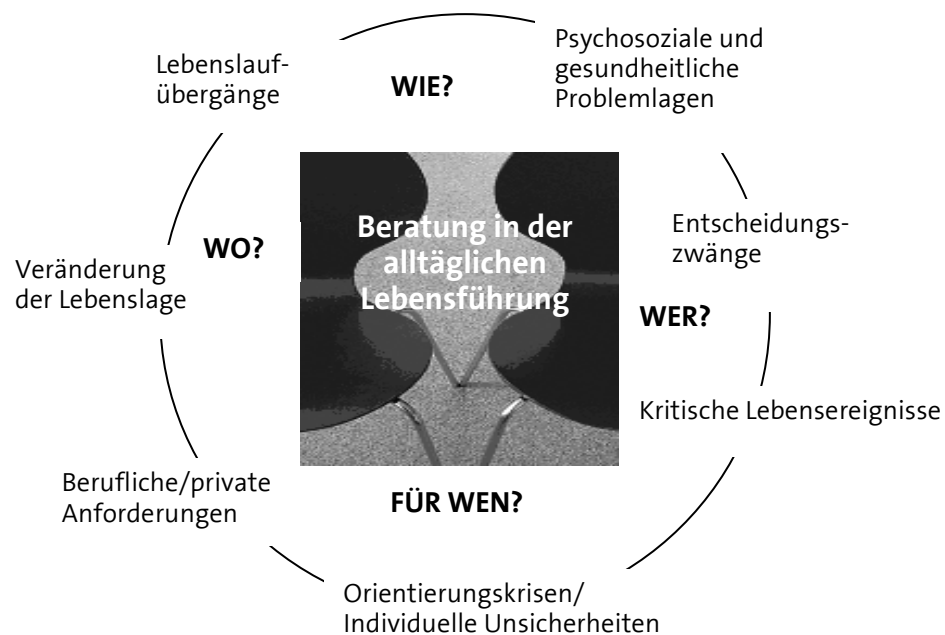 Psychosoziale und
gesundheitliche
Problemlagen
Lebenslauf-
übergänge
WIE?
Beratung in der
alltäglichen
Lebensführung
Entscheidungs-
zwänge
WO?
Veränderung
der Lebenslage
WER?
Kritische Lebensereignisse
Berufliche/private
Anforderungen
FÜR WEN?
Orientierungskrisen/
Individuelle Unsicherheiten